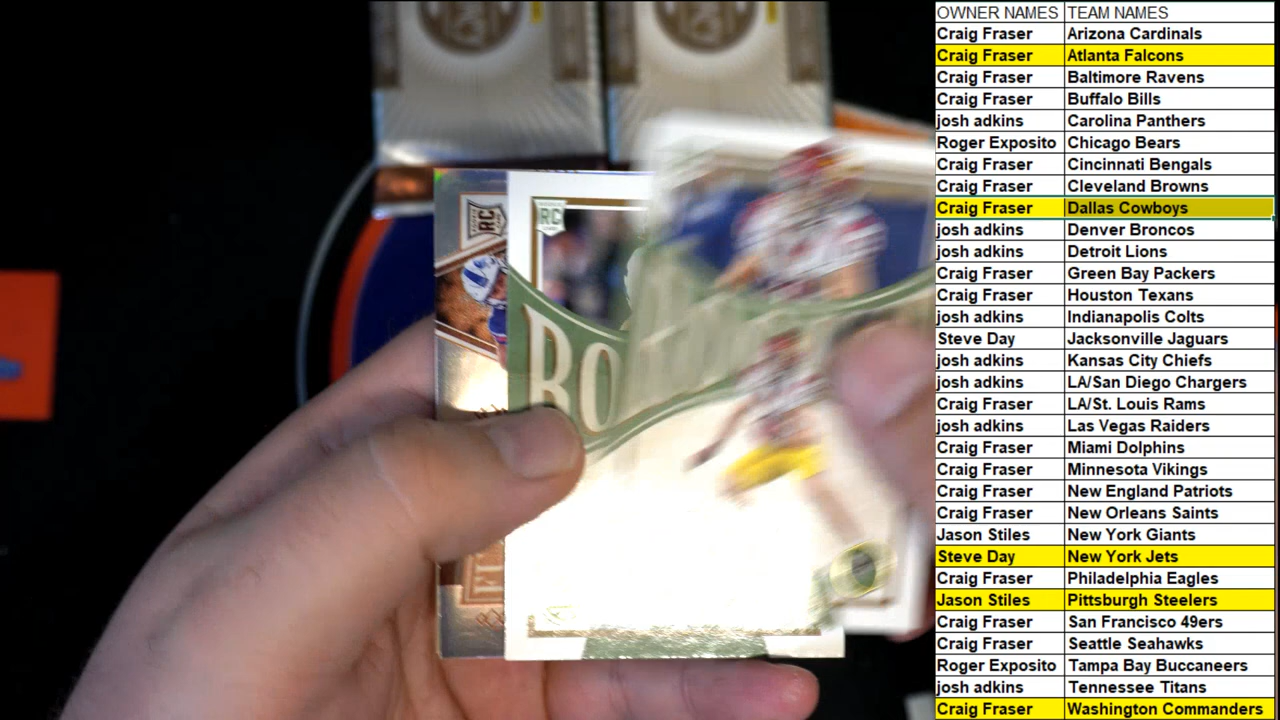 OWNER NAMES TEAM NAMES
Craig Fraser Arizona Cardinals
Craig Fraser Atlanta Falcons
Craig Fraser Baltimore Ravens
Craig Fraser Buffalo Bills
josh adkins Carolina Panthers
Roger Exposito Chicago Bears
Craig Fraser Cincinnati Bengals
Craig Fraser Cleveland Browns
Craig Fraser Dallas Cowboys
josh adkins Denver Broncos
josh adkins Detroit Lions
Craig Fraser Green Bay Packers
Craig Fraser Houston Texans
josh adkins Indianapolis Colts
Steve Day Jacksonville Jaguars
josh adkins Kansas City Chiefs
josh adkins LA/San Diego Chargers
Craig Fraser LA/St. Louis Rams
josh adkins Las Vegas Raiders
Craig Fraser Miami Dolphins
Craig Fraser Minnesota Vikings
Craig Fraser New England Patriots
Craig Fraser New Orleans Saints
Jason Stiles New York Giants
Steve Day New York Jets
Craig Fraser Philadelphia Eagles
Jason Stiles Pittsburgh Steelers
Craig Fraser San Francisco 49ers
Craig Fraser Seattle Seahawks
Roger Exposito Tampa Bay Buccaneers
josh adkins Tennessee Titans
Craig Fraser Washington Commanders
RC
RC
RO